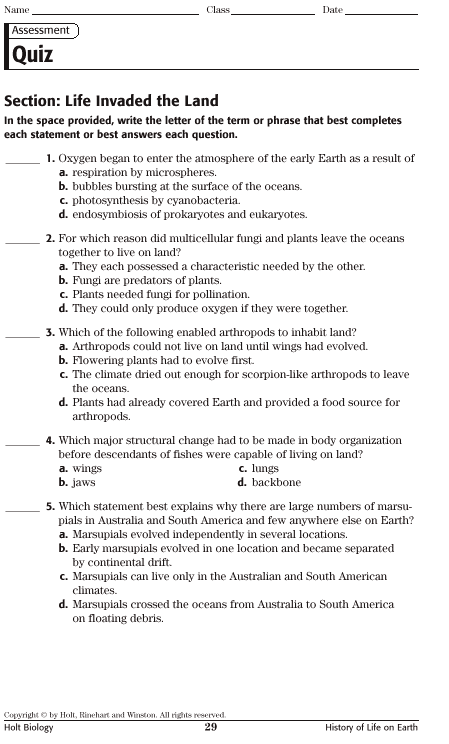 Name Class Date
Assessment
Quiz
Section: Life Invaded the Land
In the space provided, write the letter of the term or phrase that best completes
each statement or best answers each question.
1. Oxygen began to enter the atmosphere of the early Earth as a result of
a. respiration by microspheres.
b. bubbles bursting at the surface of the oceans.
c. photosynthesis by cyanobacteria.
d. endosymbiosis of prokaryotes and eukaryotes.
2. For which reason did multicellular fungi and plants leave the oceans
together to live on land?
a. They each possessed a characteristic needed by the other.
b. Fungi are predators of plants.
c. Plants needed fungi for pollination.
d. They could only produce oxygen if they were together.
3. Which of the following enabled arthropods to inhabit land?
a. Arthropods could not live on land until wings had evolved.
b. Flowering plants had to evolve first.
c. The climate dried out enough for scorpion-like arthropods to leave
the oceans.
d. Plants had already covered Earth and provided a food source for
arthropods.
4. Which major structural change had to be made in body organization
before descendants of fishes were capable of living on land?
a. wings c. lungs
b. jaws d. backbone
5. Which statement best explains why there are large numbers of marsu-
pials in Australia and South America and few anywhere else on Earth?
a. Marsupials evolved independently in several locations.
b. Early marsupials evolved in one location and became separated
by continental drift.
c. Marsupials can live only in the Australian and South American
climates.
d. Marsupials crossed the oceans from Australia to South America
on floating debris.
Copyright © by Holt, Rinehart and Winston. All rights reserved.
Holt Biology 29 History of Life on Earth